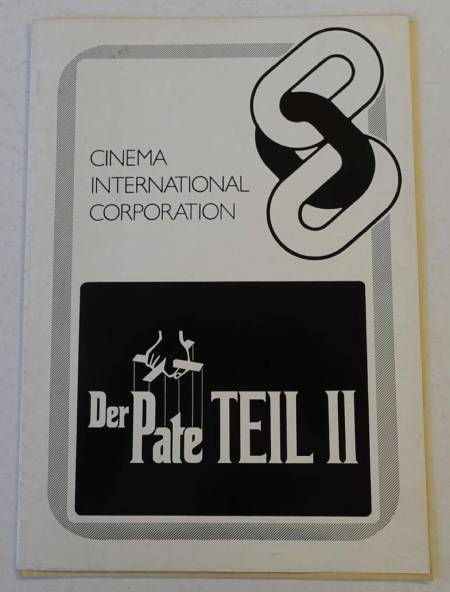 CINEMA
INTERNATIONAL
CORPORATION
Der Pate TEIL II